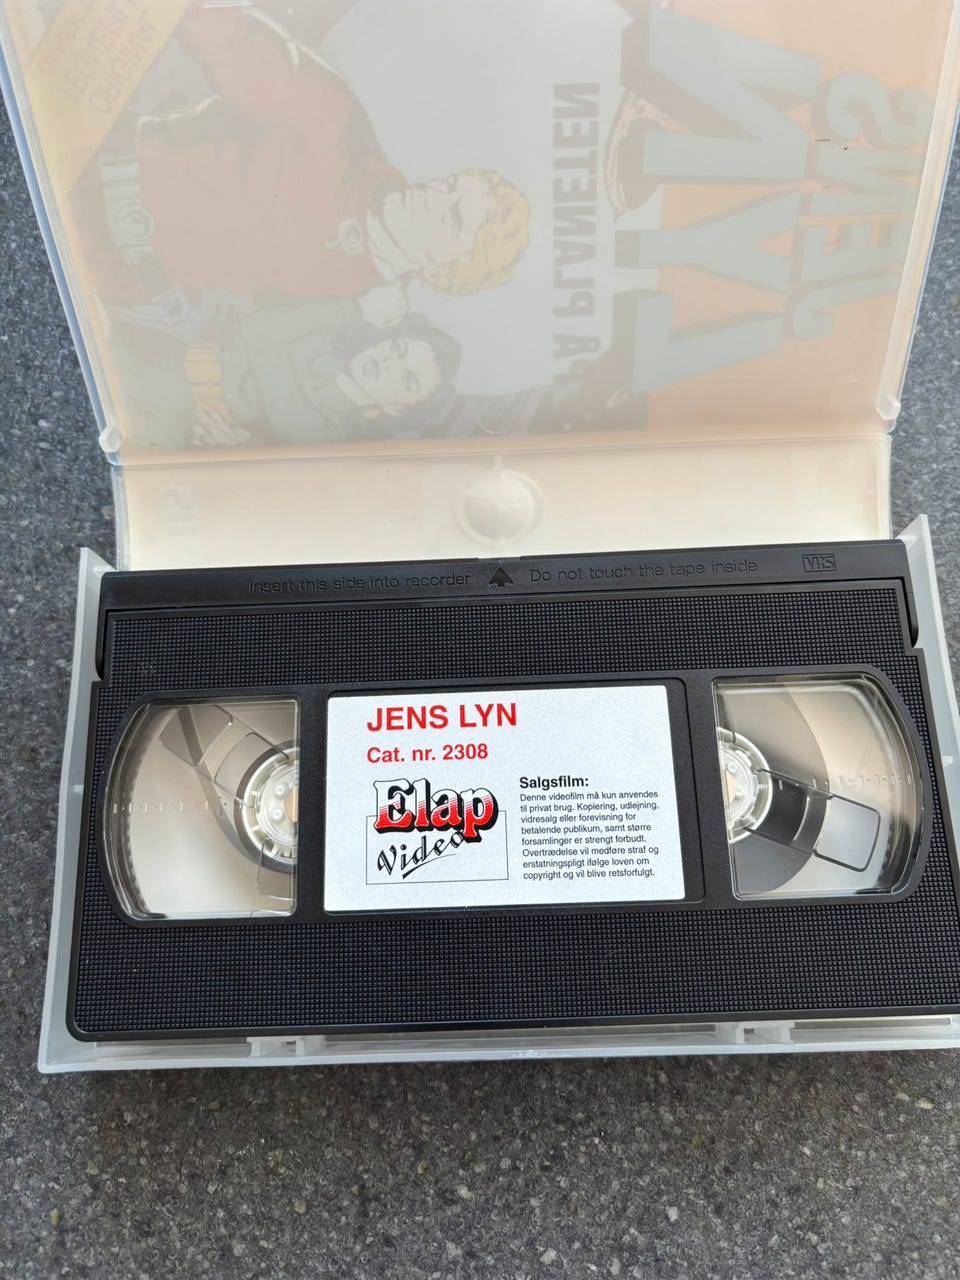 JENS
LYN
PÅ PLANETEN
TEGNEFILM
ORIGINAL
Insert this side into recorder
Do not touch the tape inside
VHS
JENS LYN
Cat. nr. 2308
Elap
Video
Salgsfilm:
Denne videofilm må kun anvendes
til privat brug. Kopiering, udlejning,
vidresalg eller forevisning for
betalende publikum, samt større
forsamlinger er strengt forbudt.
Overtrædelse vil medføre straf og
erstatningspligt ifølge loven om
copyright og vil blive retsforfulgt.